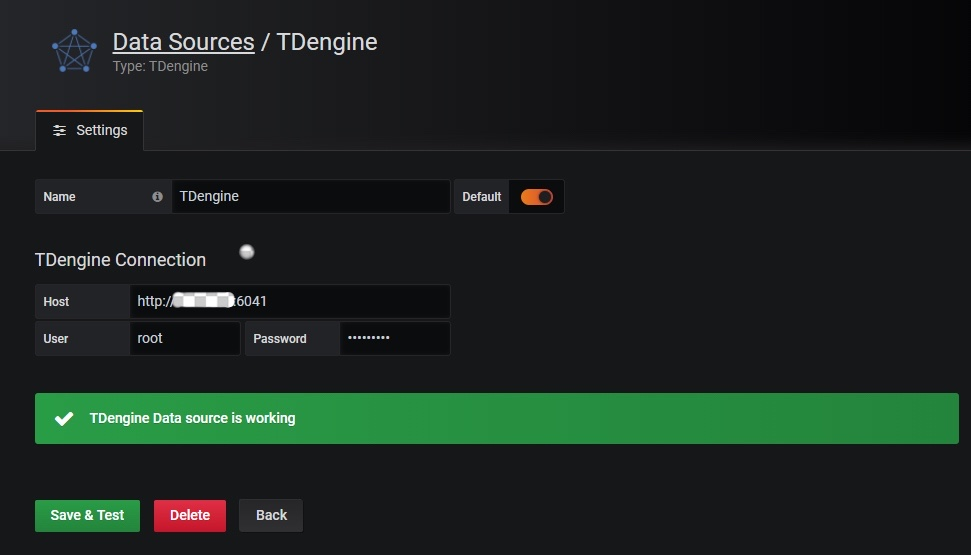 Data Sources / TDengine
Type: TDengine
Settings
Name TDengine Default
TDengine Connection
Host http:/ :6041
User root Password •••••••••
TDengine Data source is working
Save & Test Delete Back